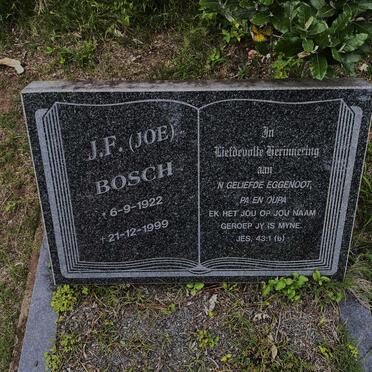 J.F. (JOE)
BOSCH
* 6-9-1922
+ 21-12-1999
In
Liefdevolle Herinnering
aan
'N GELIEFDE EGGENOOT,
PA EN OUPA
EK HET JOU OP JOU NAAM
GEROEP JY IS MYNE.
JES. 43:1 (b)